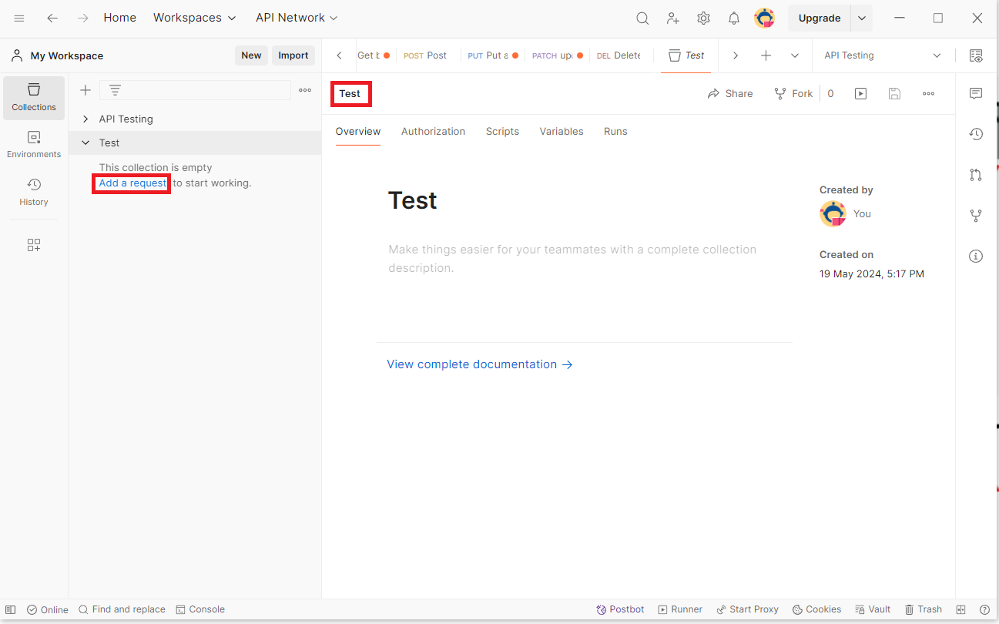 Home Workspaces API Network Upgrade
My Workspace New Import Get b POST Post PUT Put a PATCH upd DEL Delete Test API Testing
Collections
Environments
History
API Testing
Test
This collection is empty
Add a request to start working.
Test Share Fork 0
Overview Authorization Scripts Variables Runs
Test
Make things easier for your teammates with a complete collection
description.
View complete documentation →
Created by
You
Created on
19 May 2024, 5:17 PM
Online Find and replace Console Postbot Runner Start Proxy Cookies Vault Trash